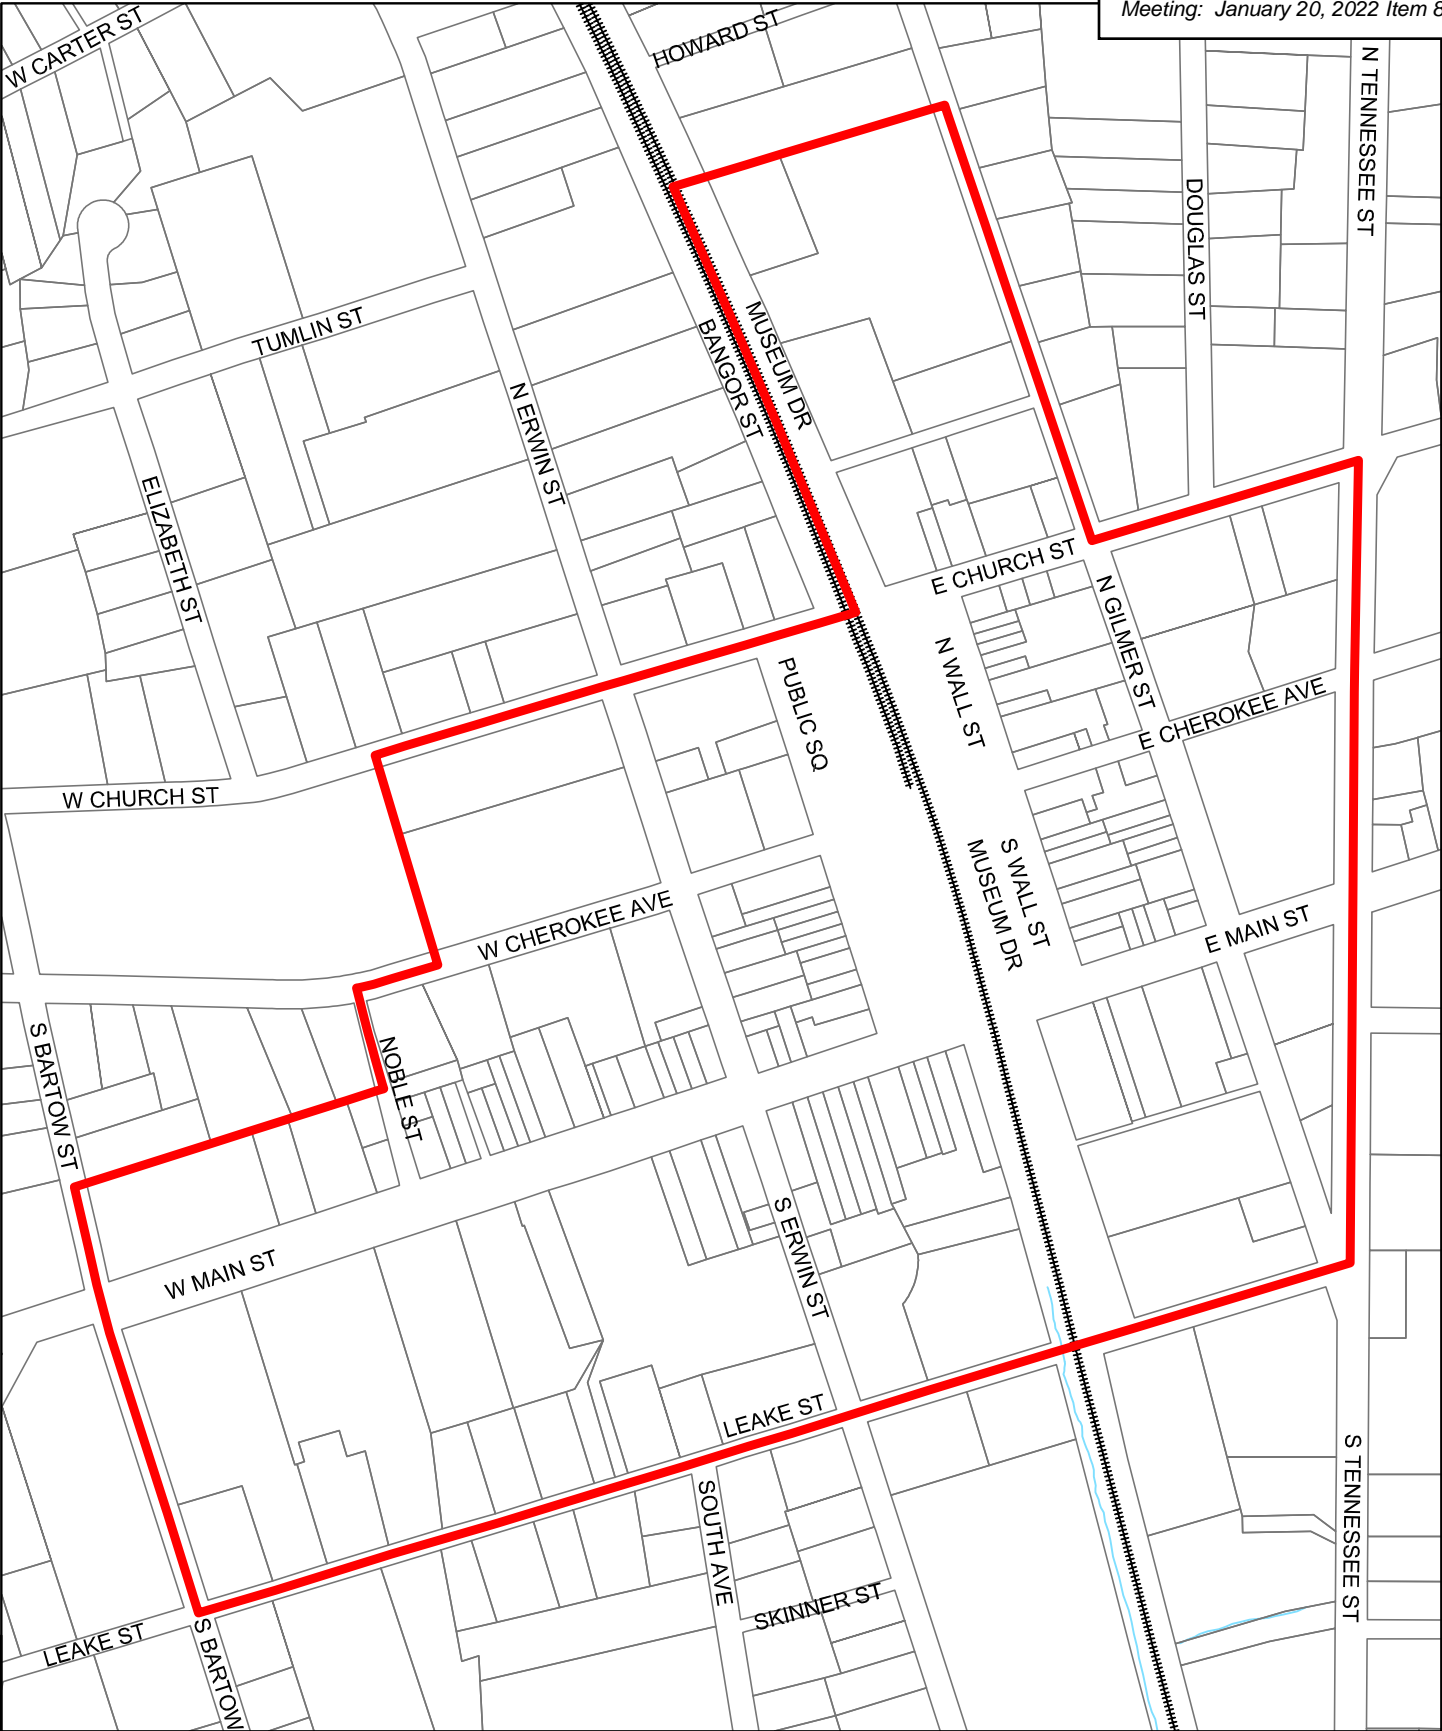 Meeting: January 20, 2022 Item 8
W CARTER ST
HOWARD ST
N TENNESSEE ST
DOUGLAS ST
TUMLIN ST
MUSEUM DR
BANGOR ST
N ERWIN ST
ELIZABETH ST
E CHURCH ST
N GILMER ST
N WALL ST
PUBLIC SQ
E CHEROKEE AVE
W CHURCH ST
S WALL ST
MUSEUM DR
W CHEROKEE AVE
E MAIN ST
S BARTOW ST
NOBLE ST
W MAIN ST
S ERWIN ST
LEAKE ST
S TENNESSEE ST
SOUTH AVE
SKINNER ST
LEAKE ST
S BARTOW